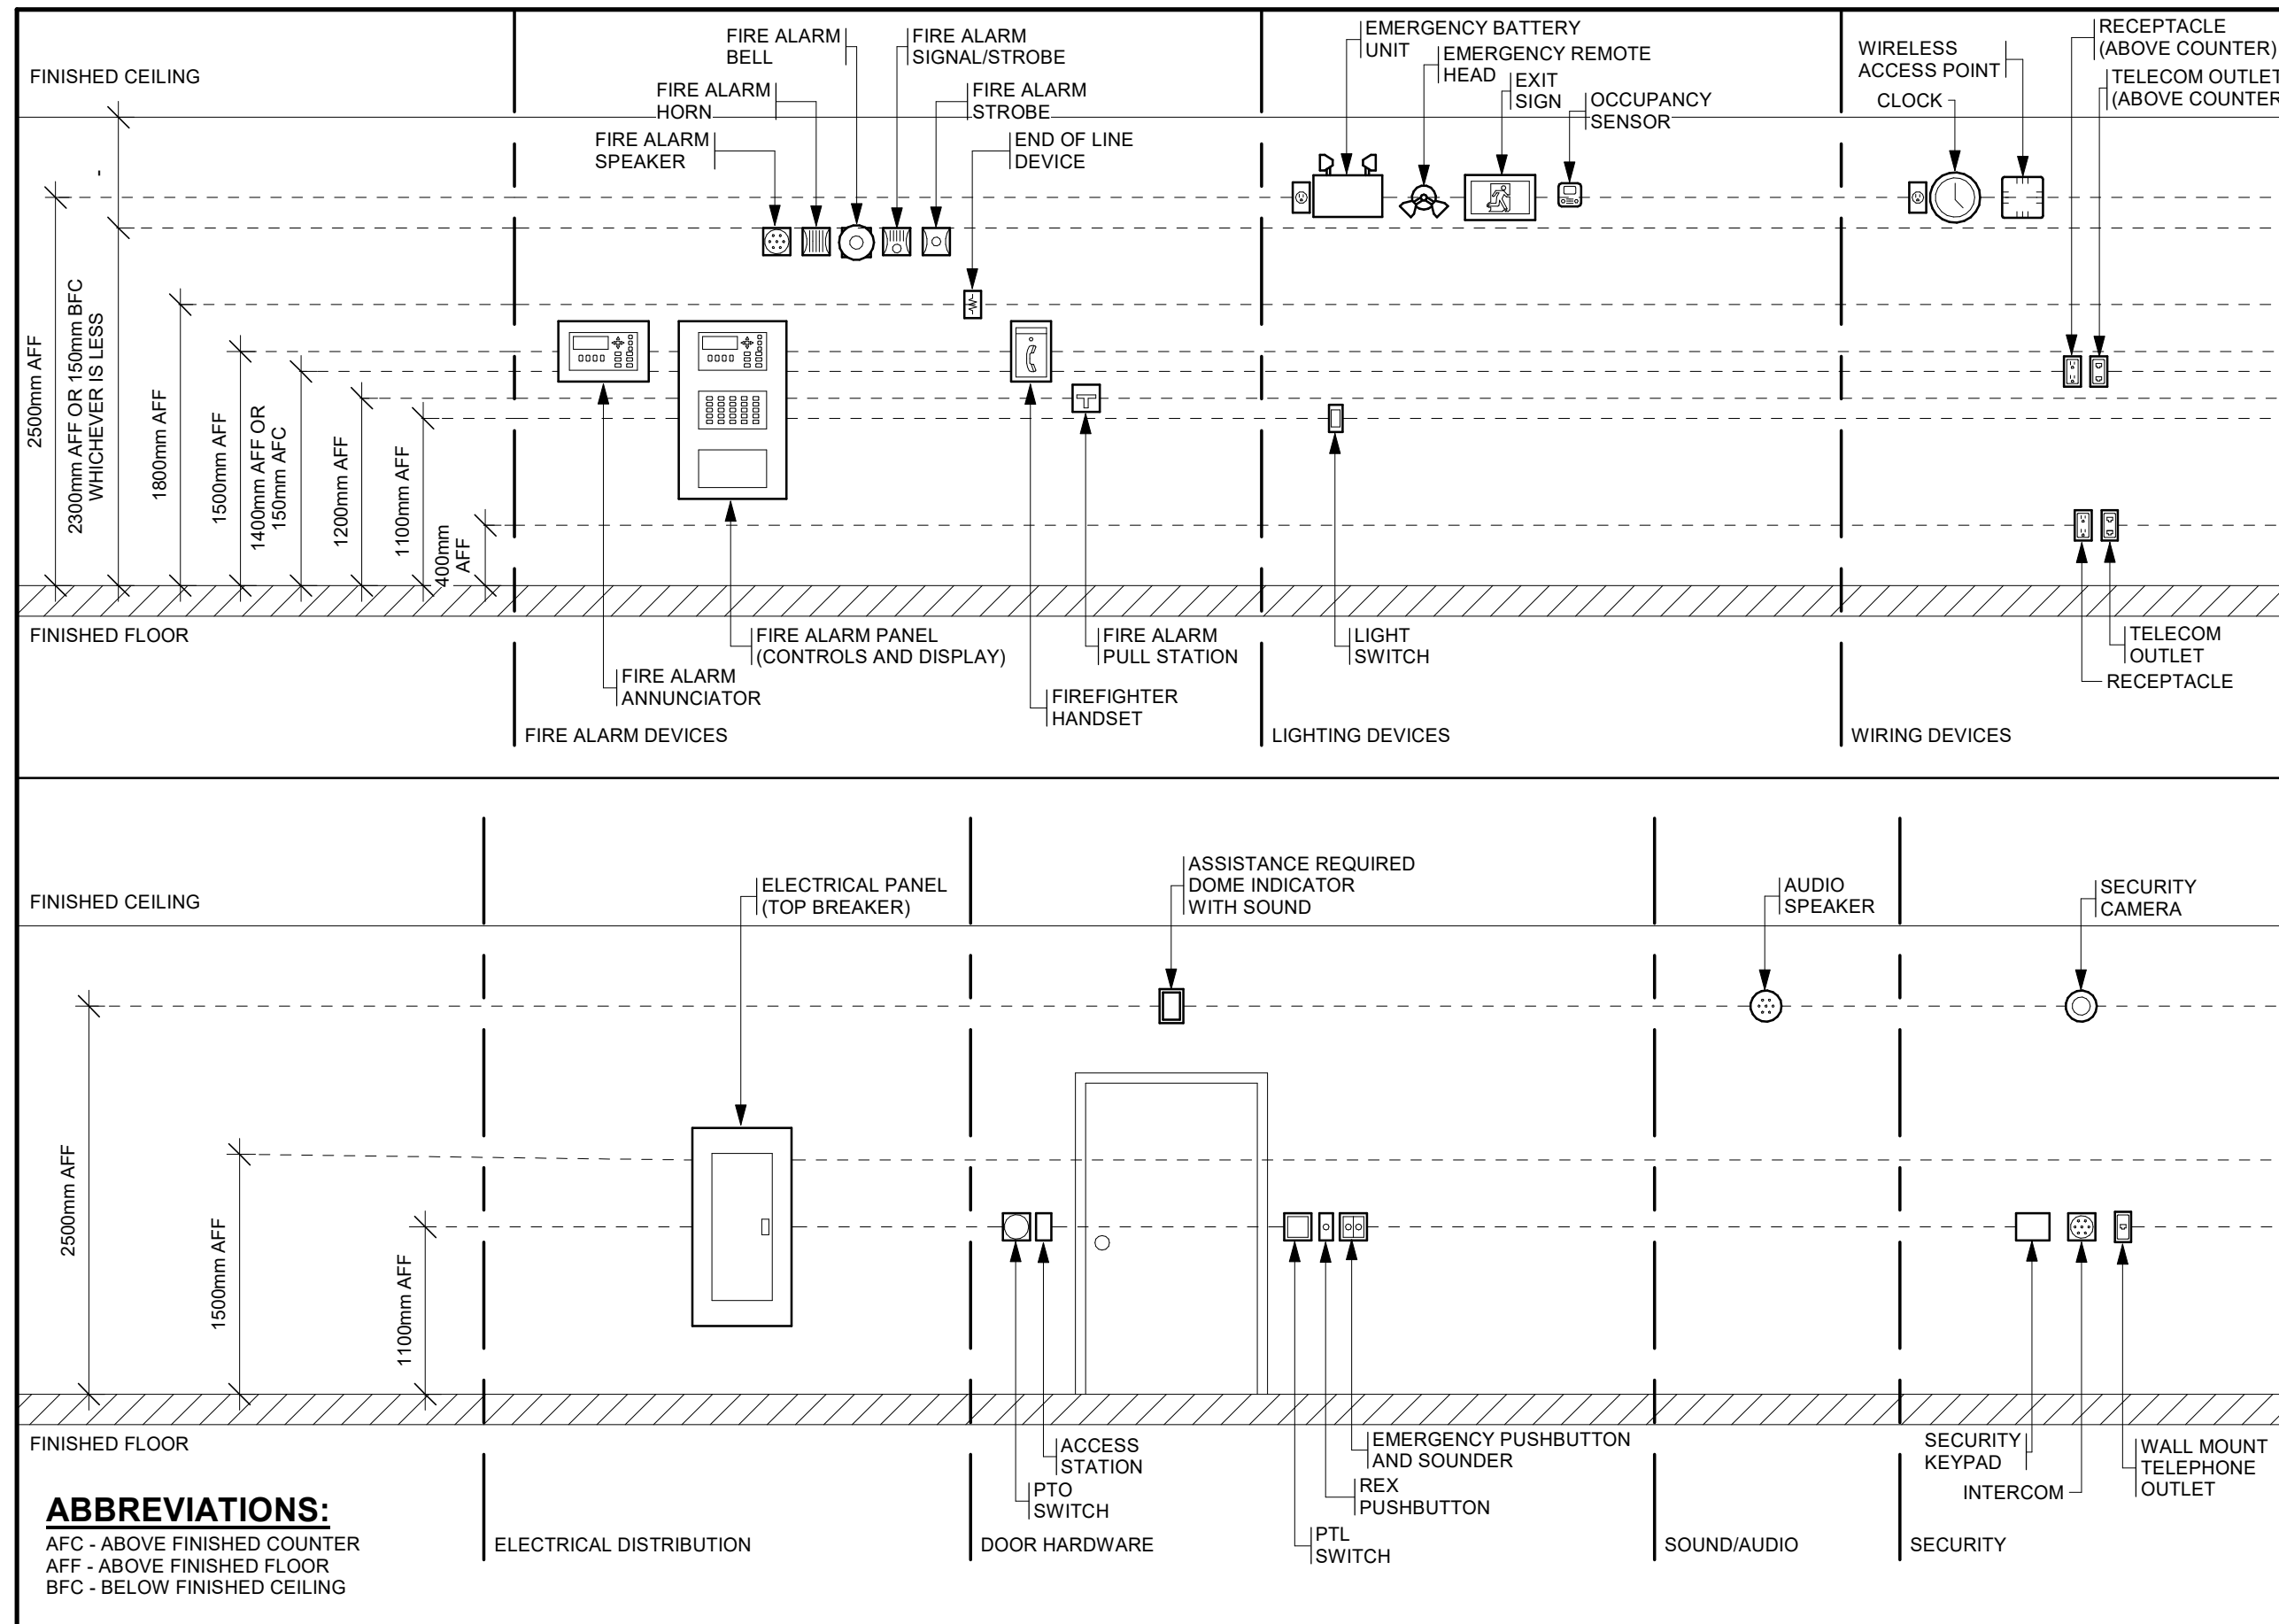 FINISHED CEILING
FIRE ALARM
BELL
FIRE ALARM
SIGNAL/STROBE
FIRE ALARM
HORN
FIRE ALARM
STROBE
FIRE ALARM
SPEAKER
END OF LINE
DEVICE
EMERGENCY BATTERY
UNIT
EMERGENCY REMOTE
HEAD
EXIT
SIGN
OCCUPANCY
SENSOR
WIRELESS
ACCESS POINT
CLOCK
RECEPTACLE
(ABOVE COUNTER)
TELECOM OUTLET
(ABOVE COUNTER
2500mm AFF
2300mm AFF OR 150mm BFC
WHICHEVER IS LESS
1800mm AFF
1500mm AFF
1400mm AFF OR
150mm AFC
1200mm AFF
1100mm AFF
400mm
AFF
FINISHED FLOOR
FIRE ALARM PANEL
(CONTROLS AND DISPLAY)
FIRE ALARM
ANNUNCIATOR
FIRE ALARM
PULL STATION
FIREFIGHTER
HANDSET
LIGHT
SWITCH
TELECOM
OUTLET
RECEPTACLE
FIRE ALARM DEVICES
LIGHTING DEVICES
WIRING DEVICES
FINISHED CEILING
ELECTRICAL PANEL
(TOP BREAKER)
ASSISTANCE REQUIRED
DOME INDICATOR
WITH SOUND
AUDIO
SPEAKER
SECURITY
CAMERA
2500mm AFF
1500mm AFF
1100mm AFF
FINISHED FLOOR
ACCESS
STATION
PTO
SWITCH
EMERGENCY PUSHBUTTON
AND SOUNDER
REX
PUSHBUTTON
PTL
SWITCH
SECURITY
KEYPAD
INTERCOM
WALL MOUNT
TELEPHONE
OUTLET
ELECTRICAL DISTRIBUTION
DOOR HARDWARE
SOUND/AUDIO
SECURITY
ABBREVIATIONS:
AFC - ABOVE FINISHED COUNTER
AFF - ABOVE FINISHED FLOOR
BFC - BELOW FINISHED CEILING